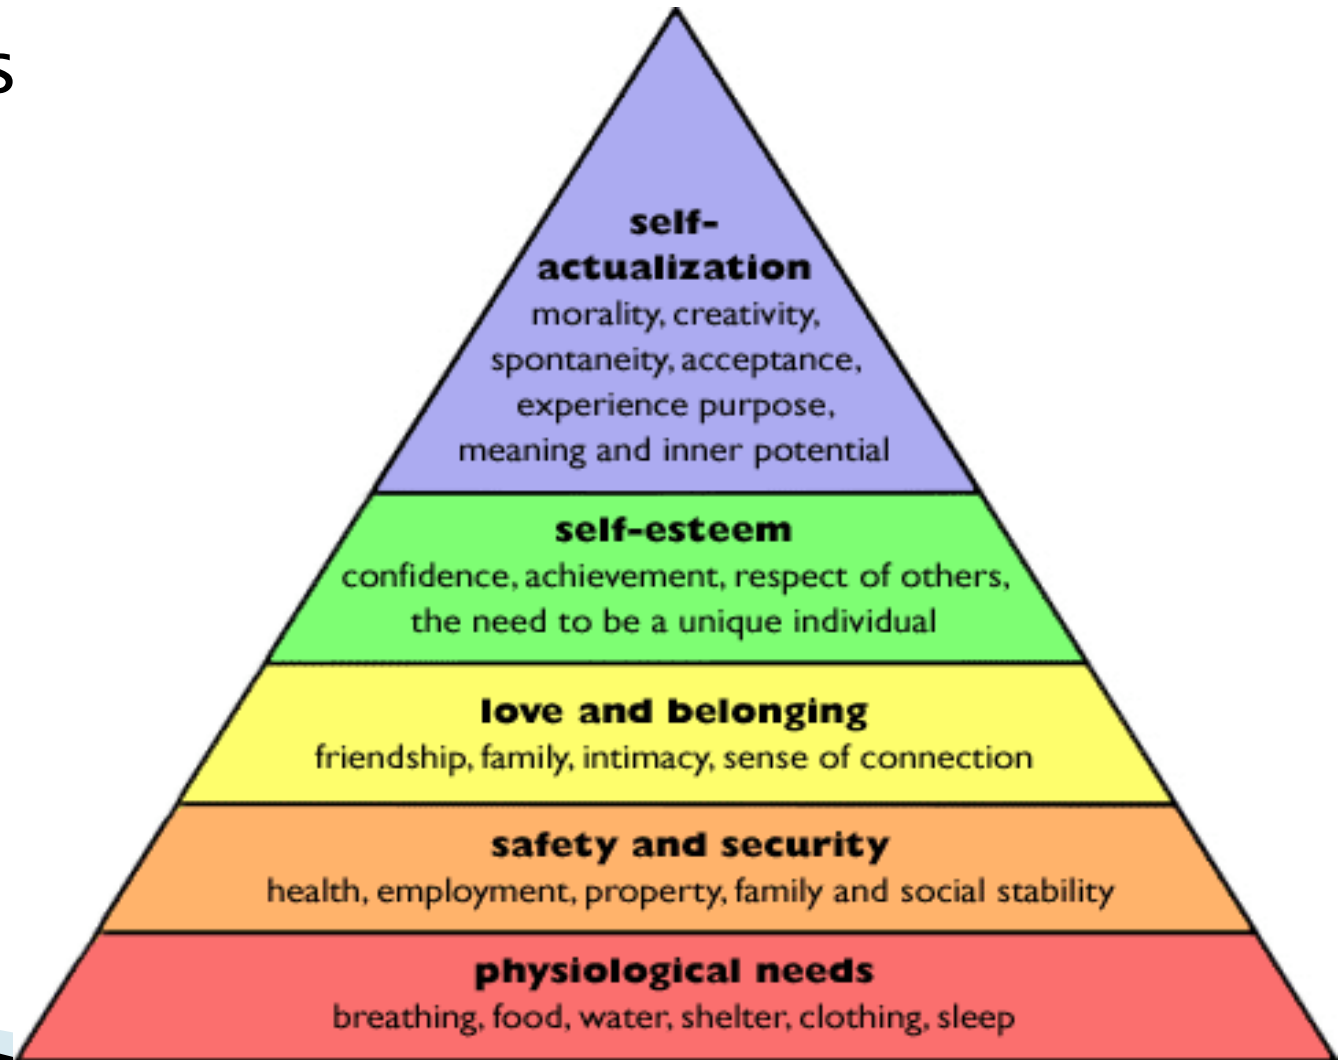 s
self-
actualization
morality, creativity,
spontaneity, acceptance,
experience purpose,
meaning and inner potential
self-esteem
confidence, achievement, respect of others,
the need to be a unique individual
love and belonging
friendship, family, intimacy, sense of connection
safety and security
health, employment, property, family and social stability
physiological needs
breathing, food, water, shelter, clothing, sleep